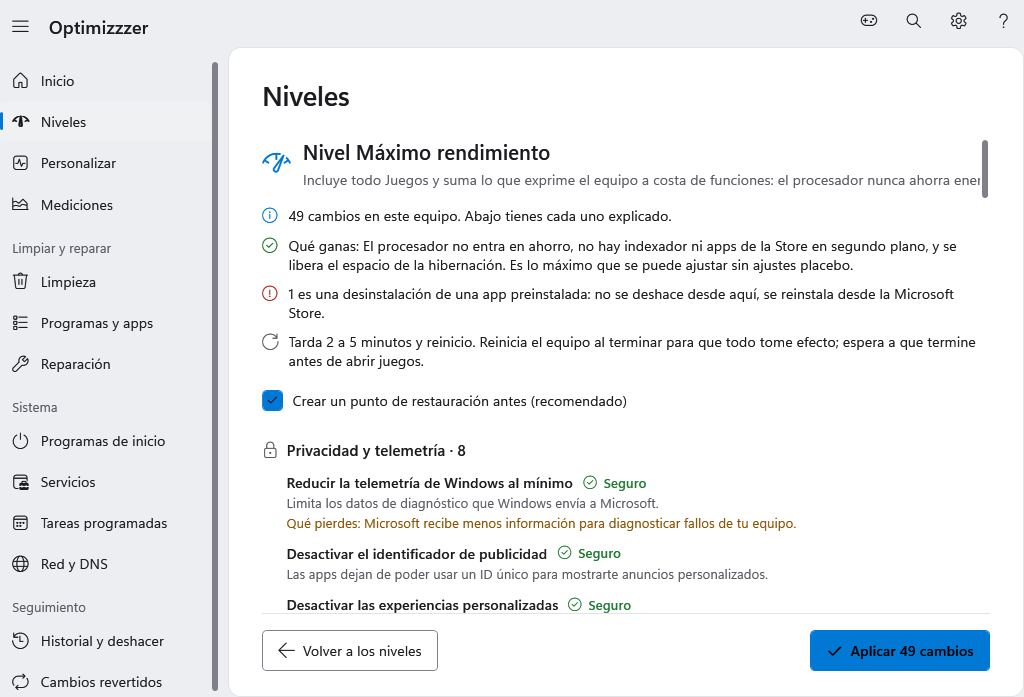 Optimizzzer
Inicio
Niveles
Personalizar
Mediciones
Limpiar y reparar
Limpieza
Programas y apps
Reparación
Sistema
Programas de inicio
Servicios
Tareas programadas
Red y DNS
Seguimiento
Historial y deshacer
Cambios revertidos
Niveles
Nivel Máximo rendimiento
Incluye todo Juegos y suma lo que exprime el equipo a costa de funciones: el procesador nunca ahorra
49 cambios en este equipo. Abajo tienes cada uno explicado.
Qué ganas: El procesador no entra en ahorro, no hay indexador ni apps de la Store en segundo plano, y se
libera el espacio de la hibernación. Es lo máximo que se puede ajustar sin ajustes placebo.
1 es una desinstalación de una app preinstalada: no se deshace desde aquí, se reinstala desde la Microsoft
Store.
Tarda 2 a 5 minutos y reinicio. Reinicia el equipo al terminar para que todo tome efecto; espera a que termine
antes de abrir juegos.
Crear un punto de restauración antes (recomendado)
Privacidad y telemetría · 8
Reducir la telemetría de Windows al mínimo Seguro
Limita los datos de diagnóstico que Windows envía a Microsoft.
Qué pierdes: Microsoft recibe menos información para diagnosticar fallos de tu equipo.
Desactivar el identificador de publicidad Seguro
Las apps dejan de poder usar un ID único para mostrarte anuncios personalizados.
Desactivar las experiencias personalizadas Seguro
Volver a los niveles
Aplicar 49 cambios